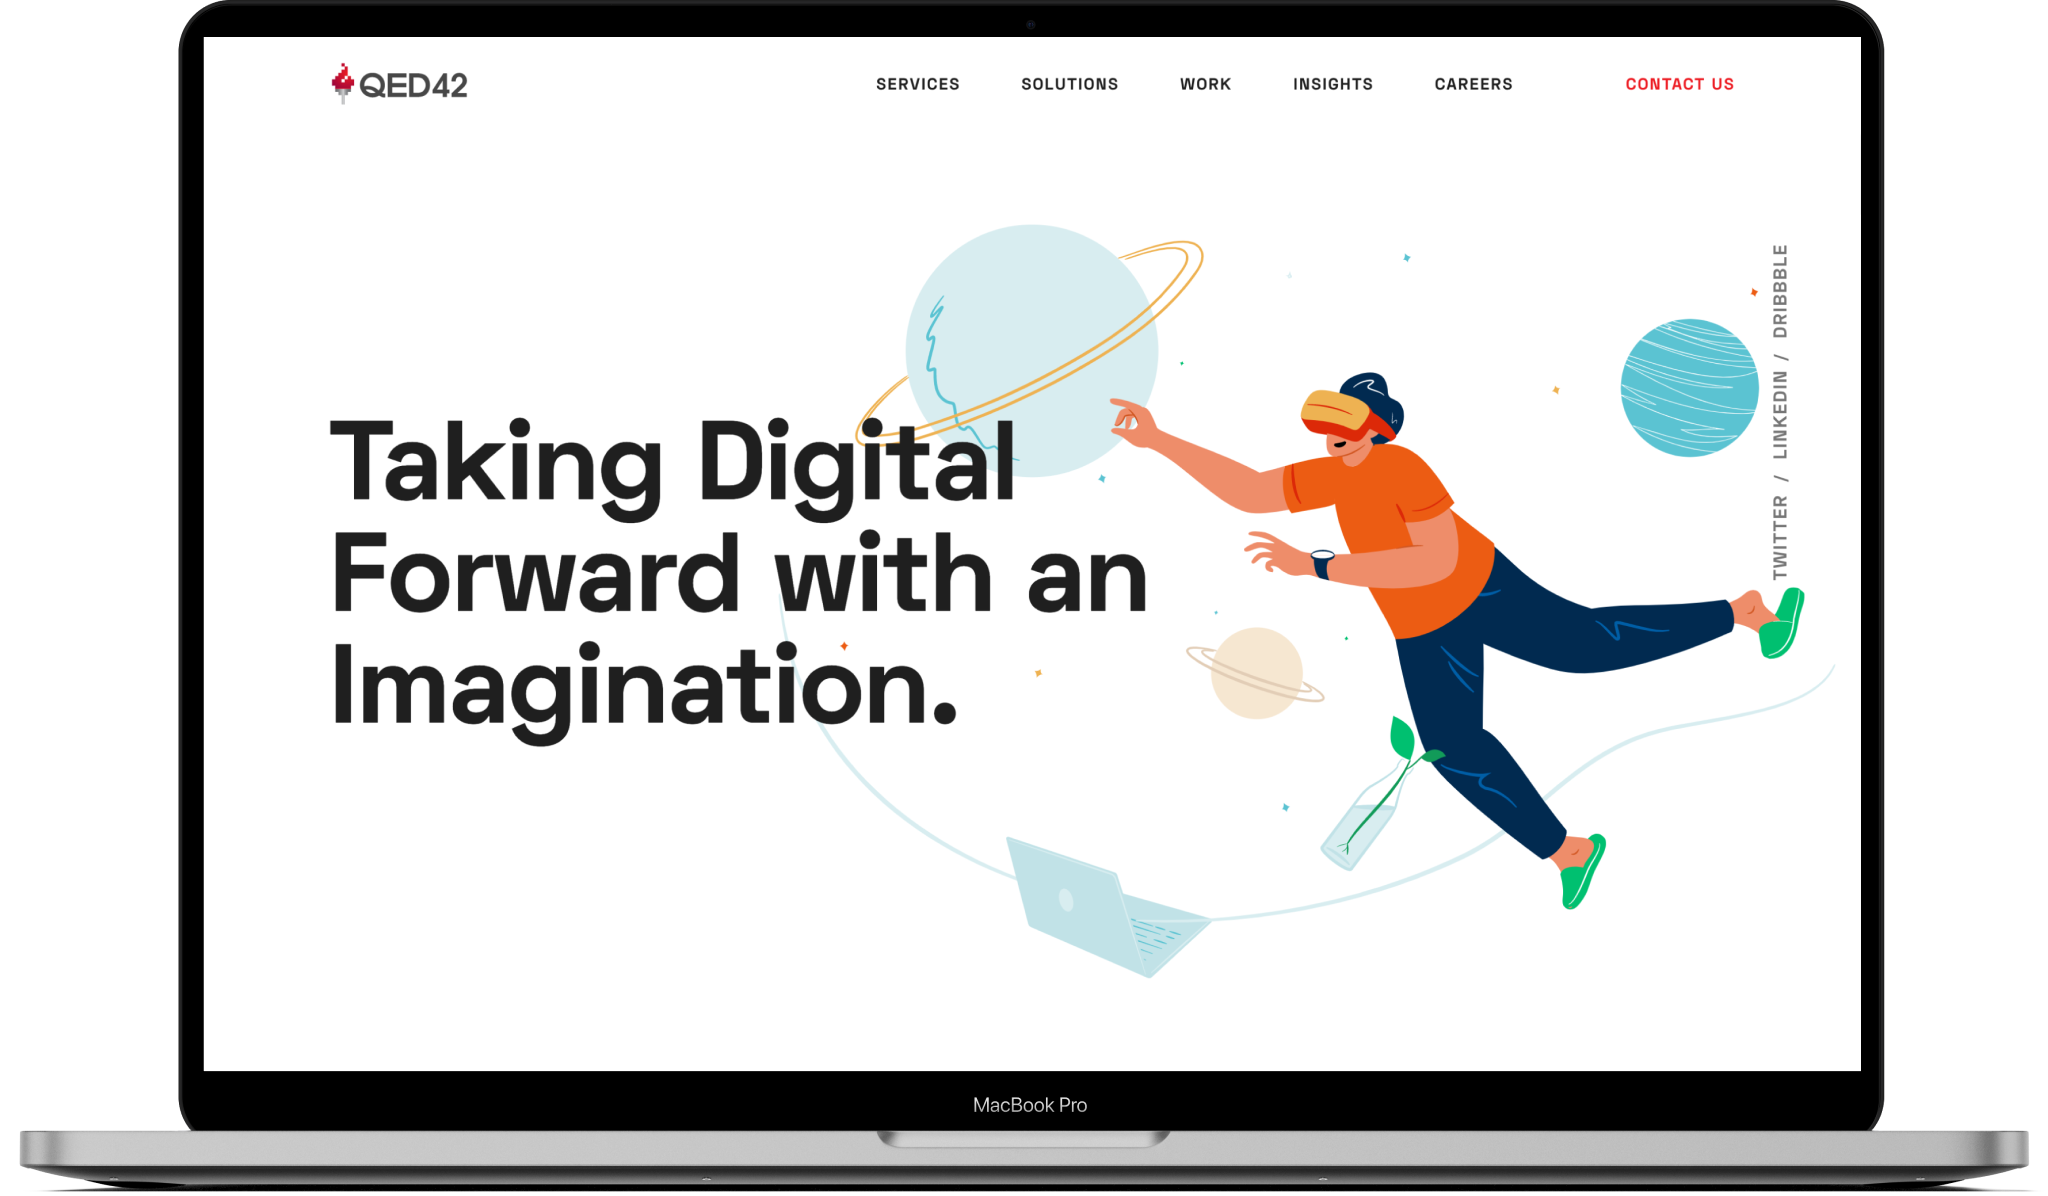 QED42
SERVICES
SOLUTIONS
WORK
INSIGHTS
CAREERS
CONTACT US
Taking Digital
Forward with an
Imagination.
TWITTER / LINKEDIN / DRIBBBLE
MacBook Pro